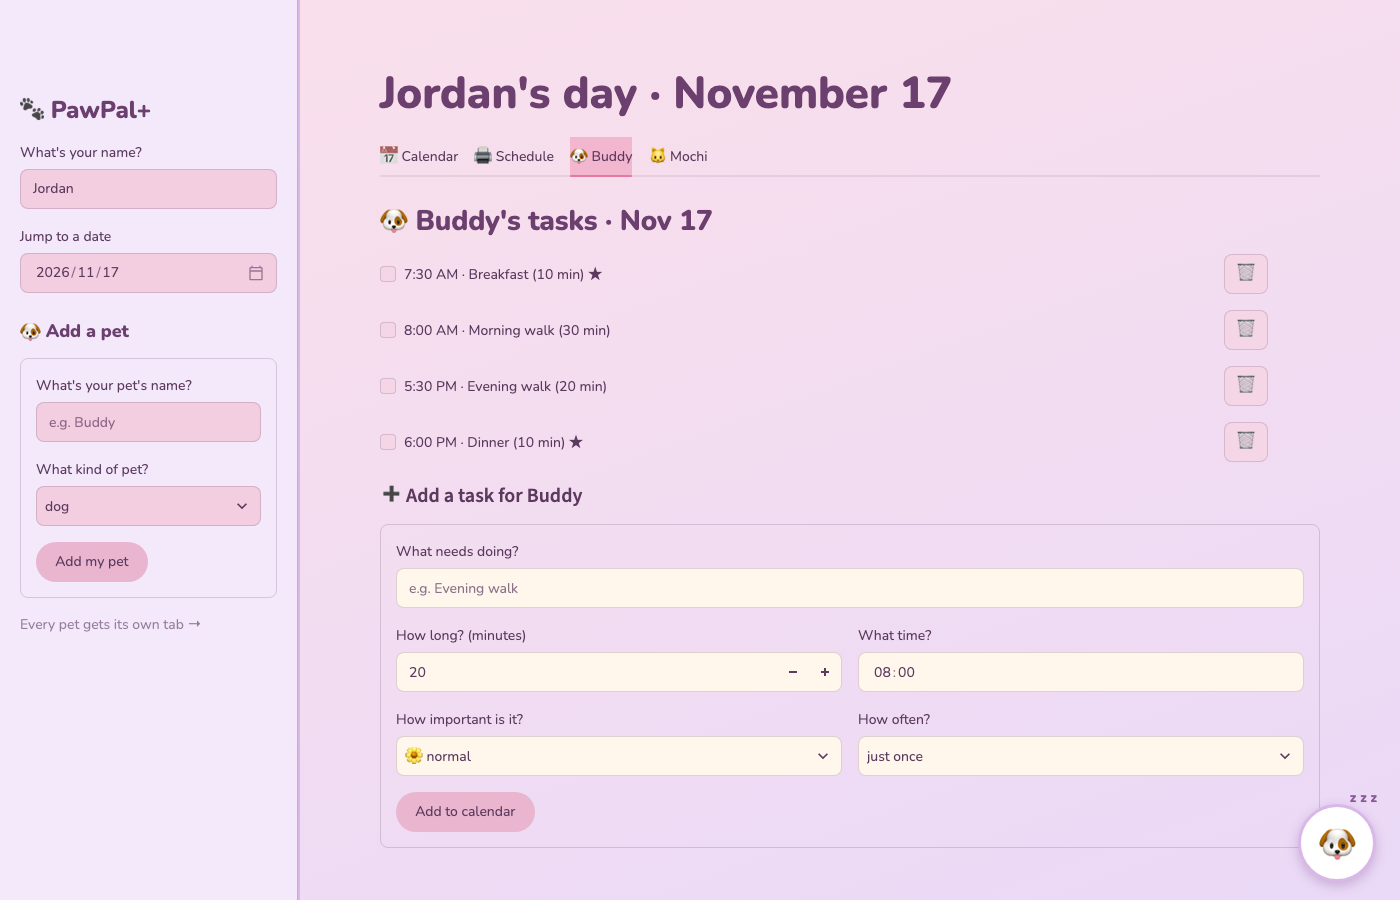 PawPal+
What's your name?
Jordan
Jump to a date
2026/11/17
Add a pet
What's your pet's name?
e.g. Buddy
What kind of pet?
dog
Add my pet
Every pet gets its own tab →
Jordan's day · November 17
Calendar Schedule Buddy Mochi
Buddy's tasks · Nov 17
7:30 AM · Breakfast (10 min) ★
8:00 AM · Morning walk (30 min)
5:30 PM · Evening walk (20 min)
6:00 PM · Dinner (10 min) ★
Add a task for Buddy
What needs doing?
e.g. Evening walk
How long? (minutes) What time?
20 08:00
How important is it? How often?
normal just once
Add to calendar
z z z